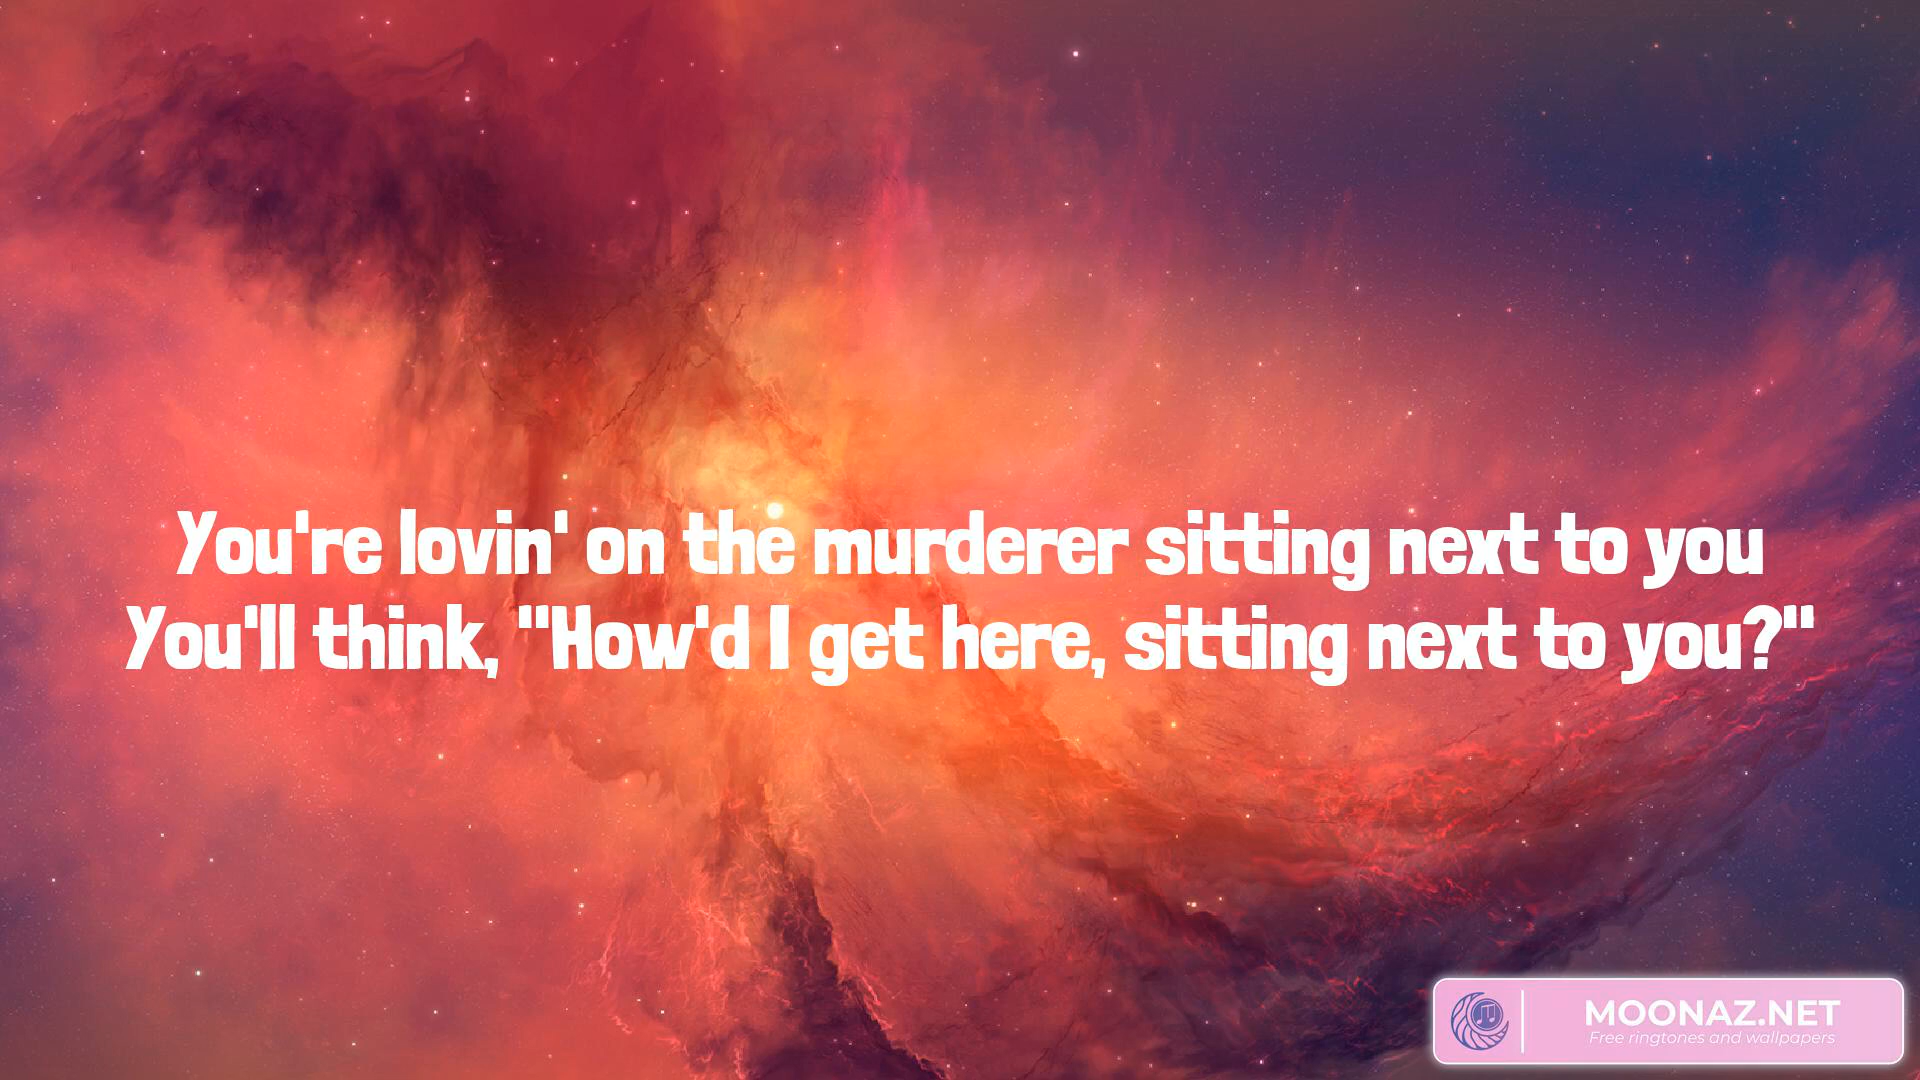 You're lovin' on the murderer sitting next to you
You'll think, "How'd I get here, sitting next to you?"
MOONAZ.NET
Free ringtones and wallpapers